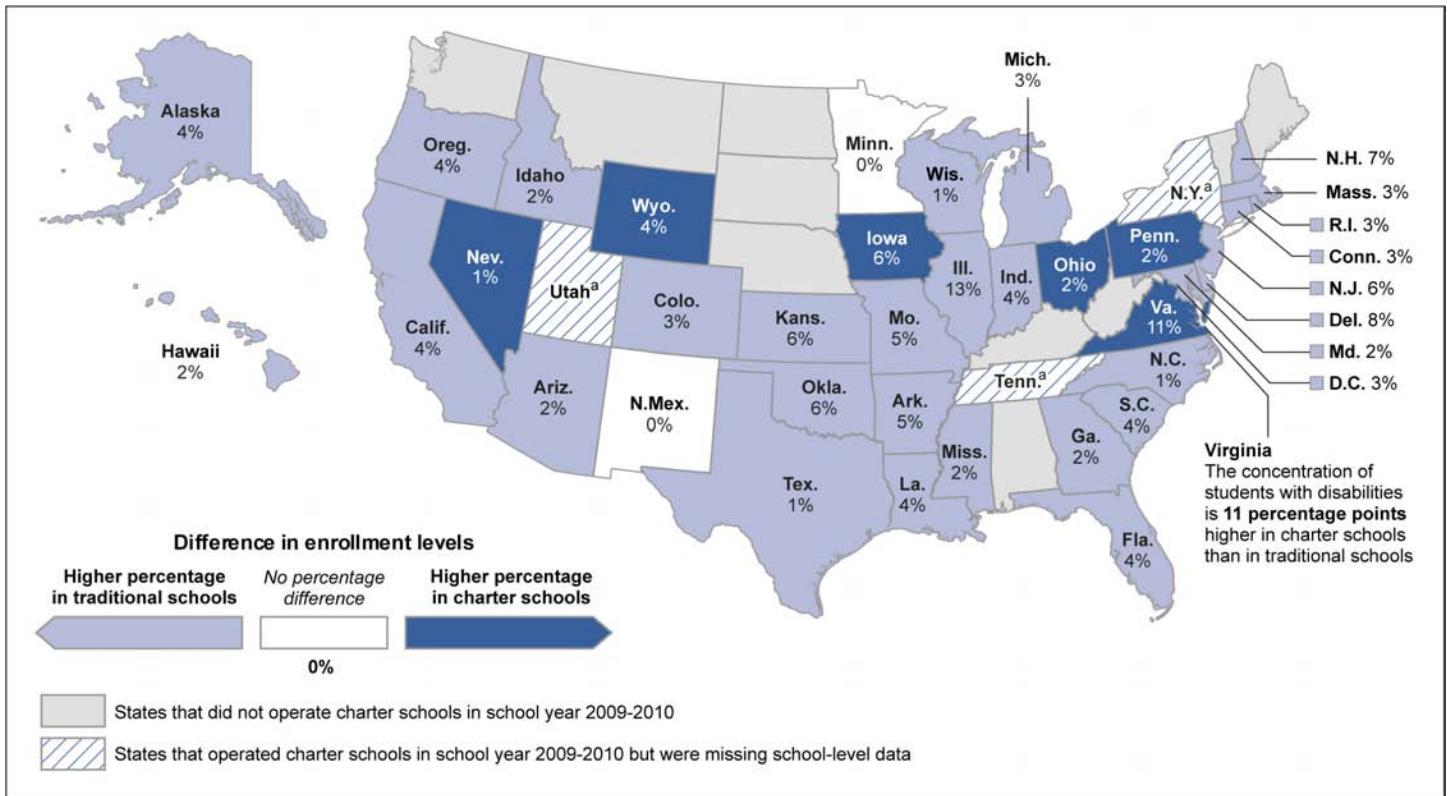 Alaska
4%
Hawaii
2%
Oreg.
4%
Idaho
2%
Wyo.
4%
Nev.
1%
Utahᵃ
Calif.
4%
Colo.
3%
Ariz.
2%
N.Mex.
0%
Minn.
0%
Wis.
1%
Mich.
3%
Iowa
6%
Ill.
13%
Ind.
4%
Ohio
2%
Penn.
2%
N.Y.ᵃ
Va.
11%
Kans.
6%
Mo.
5%
Okla.
6%
Ark.
5%
Tenn.ᵃ
N.C.
1%
S.C.
4%
Tex.
1%
La.
4%
Miss.
2%
Ga.
2%
Fla.
4%
N.H. 7%
Mass. 3%
R.I. 3%
Conn. 3%
N.J. 6%
Del. 8%
Md. 2%
D.C. 3%
Virginia
The concentration of
students with disabilities
is 11 percentage points
higher in charter schools
than in traditional schools
Difference in enrollment levels
Higher percentage
in traditional schools
No percentage
difference
Higher percentage
in charter schools
0%
States that did not operate charter schools in school year 2009-2010
States that operated charter schools in school year 2009-2010 but were missing school-level data